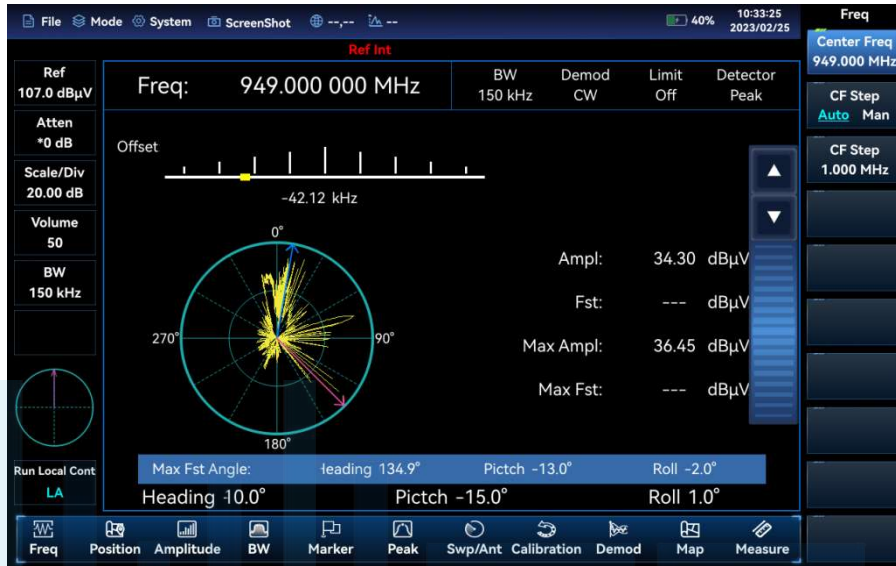 File Mode System ScreenShot --,-- -- 40% 10:33:25 2023/02/25
Ref Int
Ref
107.0 dBµV
Atten
*0 dB
Scale/Div
20.00 dB
Volume
50
BW
150 kHz
Run Local Cont
LA
Freq: 949.000 000 MHz
BW
150 kHz
Demod
CW
Limit
Off
Detector
Peak
Offset
-42.12 kHz
0°
270°
90°
180°
Ampl: 34.30 dBµV
Fst: --- dBµV
Max Ampl: 36.45 dBµV
Max Fst: --- dBµV
Max Fst Angle: Heading 134.9° Pictch -13.0° Roll -2.0°
Heading 10.0° Pictch -15.0° Roll 1.0°
Freq
Center Freq
949.000 MHz
CF Step
Auto Man
CF Step
1.000 MHz
Freq Position Amplitude BW Marker Peak Swp/Ant Calibration Demod Map Measure